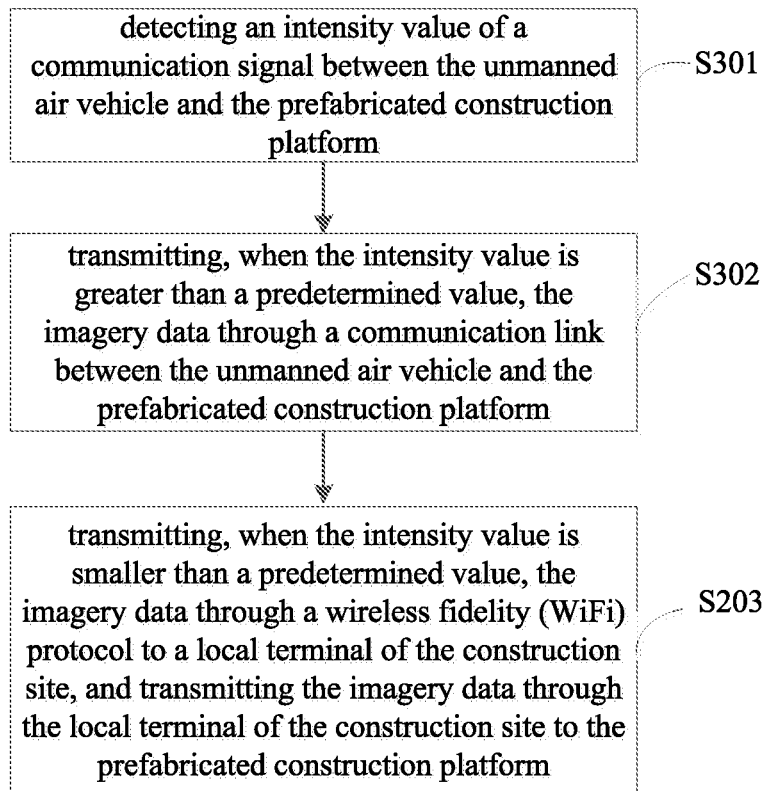 detecting an intensity value of a
communication signal between the unmanned
air vehicle and the prefabricated construction
platform
S301
transmitting, when the intensity value is
greater than a predetermined value, the
imagery data through a communication link
between the unmanned air vehicle and the
prefabricated construction platform
S302
transmitting, when the intensity value is
smaller than a predetermined value, the
imagery data through a wireless fidelity (WiFi)
protocol to a local terminal of the construction
site, and transmitting the imagery data through
the local terminal of the construction site to the
prefabricated construction platform
S203